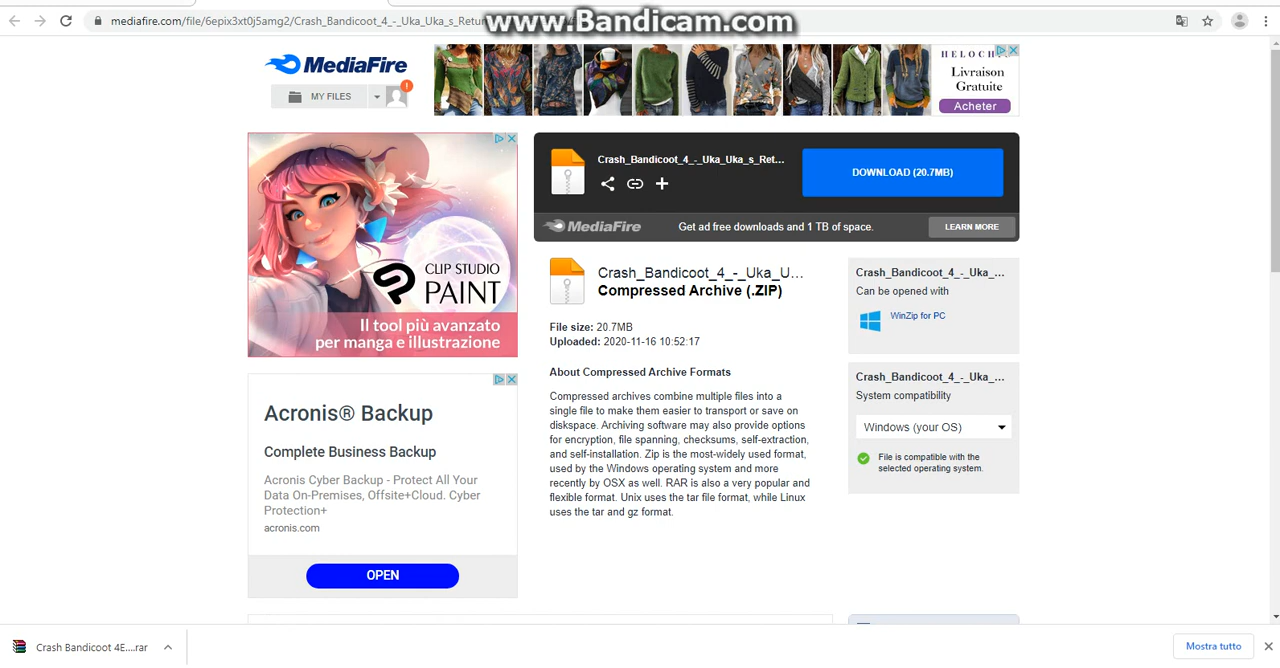 www.Bandicam.com
mediafire.com/file/6epix3xt0j5amg2/Crash_Bandicoot_4_-_Uka_Uka_s_Retu
MediaFire
MY FILES
!
HELOCH
Livraison
Gratuite
Acheter
CLIP STUDIO
PAINT
Il tool più avanzato
per manga e illustrazione
Crash_Bandicoot_4_-_Uka_Uka_s_Ret...
DOWNLOAD (20.7MB)
MediaFire
Get ad free downloads and 1 TB of space.
LEARN MORE
Crash_Bandicoot_4_-_Uka_U...
Compressed Archive (.ZIP)
File size: 20.7MB
Uploaded: 2020-11-16 10:52:17
About Compressed Archive Formats
Compressed archives combine multiple files into a
single file to make them easier to transport or save on
diskspace. Archiving software may also provide options
for encryption, file spanning, checksums, self-extraction,
and self-installation. Zip is the most-widely used format,
used by the Windows operating system and more
recently by OSX as well. RAR is also a very popular and
flexible format. Unix uses the tar file format, while Linux
uses the tar and gz format.
Crash_Bandicoot_4_-_Uka_...
Can be opened with
WinZip for PC
Crash_Bandicoot_4_-_Uka_...
System compatibility
Windows (your OS)
File is compatible with the
selected operating system.
Acronis® Backup
Complete Business Backup
Acronis Cyber Backup - Protect All Your
Data On-Premises, Offsite+Cloud. Cyber
Protection+
acronis.com
OPEN
Crash Bandicoot 4E....rar
Mostra tutto